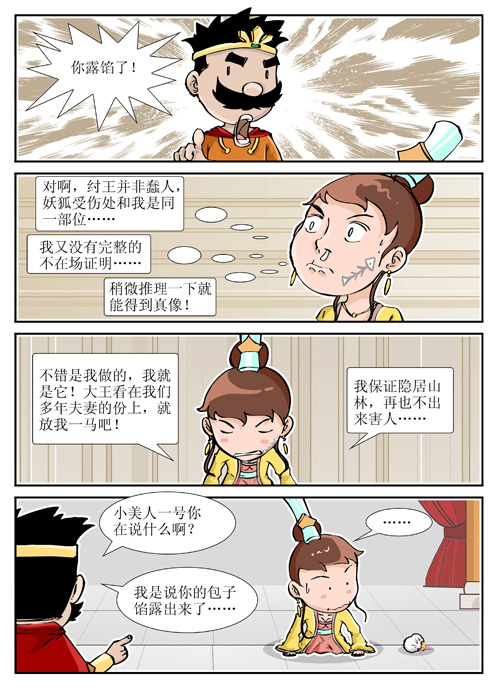 你露馅了！
对啊，纣王并非蠢人，
妖狐受伤处和我是同
一部位……
我又没有完整的
不在场证明……
稍微推理一下就
能得到真像！
不错是我做的，我就
是它！大王看在我们
多年夫妻的份上，就
放我一马吧！
我保证隐居山
林，再也不出
来害人……
小美人一号你
在说什么啊？
……
我是说你的包子
馅露出来了……